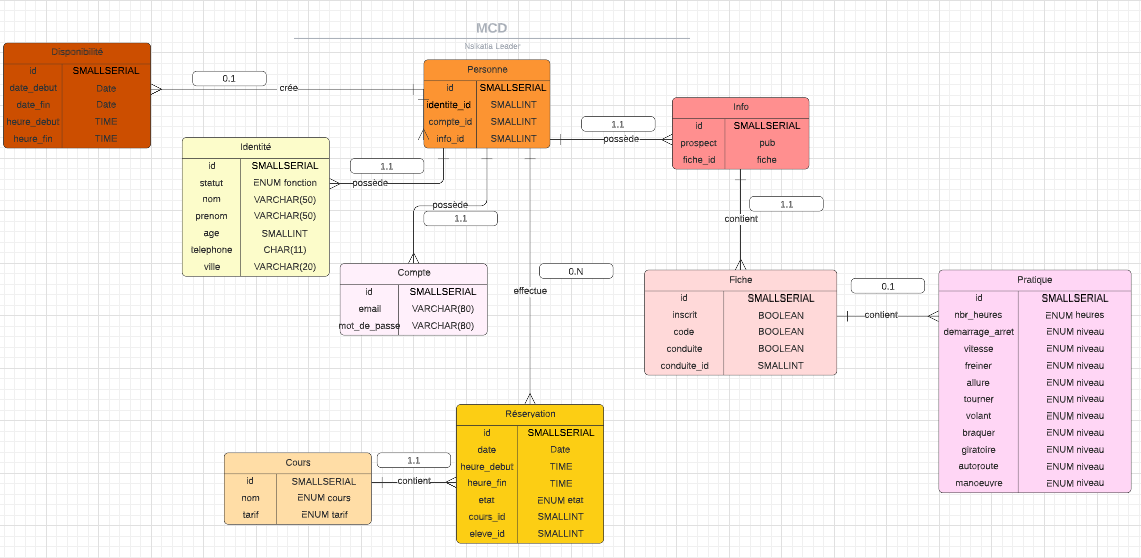 MCD
Nsikatia Leader
Disponibilité
id SMALLSERIAL
date_debut Date
date_fin Date
heure_debut TIME
heure_fin TIME
0.1
crée
Personne
id SMALLSERIAL
identite_id SMALLINT
compte_id SMALLINT
info_id SMALLINT
1.1
possède
Info
id SMALLSERIAL
prospect pub
fiche_id fiche
Identité
id SMALLSERIAL
statut ENUM fonction
nom VARCHAR(50)
prenom VARCHAR(50)
age SMALLINT
telephone CHAR(11)
ville VARCHAR(20)
1.1
possède
possède
1.1
1.1
contient
Compte
id SMALLSERIAL
email VARCHAR(80)
mot_de_passe VARCHAR(80)
0.N
effectue
Fiche
id SMALLSERIAL
inscrit BOOLEAN
code BOOLEAN
conduite BOOLEAN
conduite_id SMALLINT
0.1
contient
Pratique
id SMALLSERIAL
nbr_heures ENUM heures
demarrage_arret ENUM niveau
vitesse ENUM niveau
freiner ENUM niveau
allure ENUM niveau
tourner ENUM niveau
volant ENUM niveau
braquer ENUM niveau
giratoire ENUM niveau
autoroute ENUM niveau
manoeuvre ENUM niveau
Réservation
id SMALLSERIAL
date Date
heure_debut TIME
heure_fin TIME
etat ENUM etat
cours_id SMALLINT
eleve_id SMALLINT
Cours
id SMALLSERIAL
nom ENUM cours
tarif ENUM tarif
1.1
contient